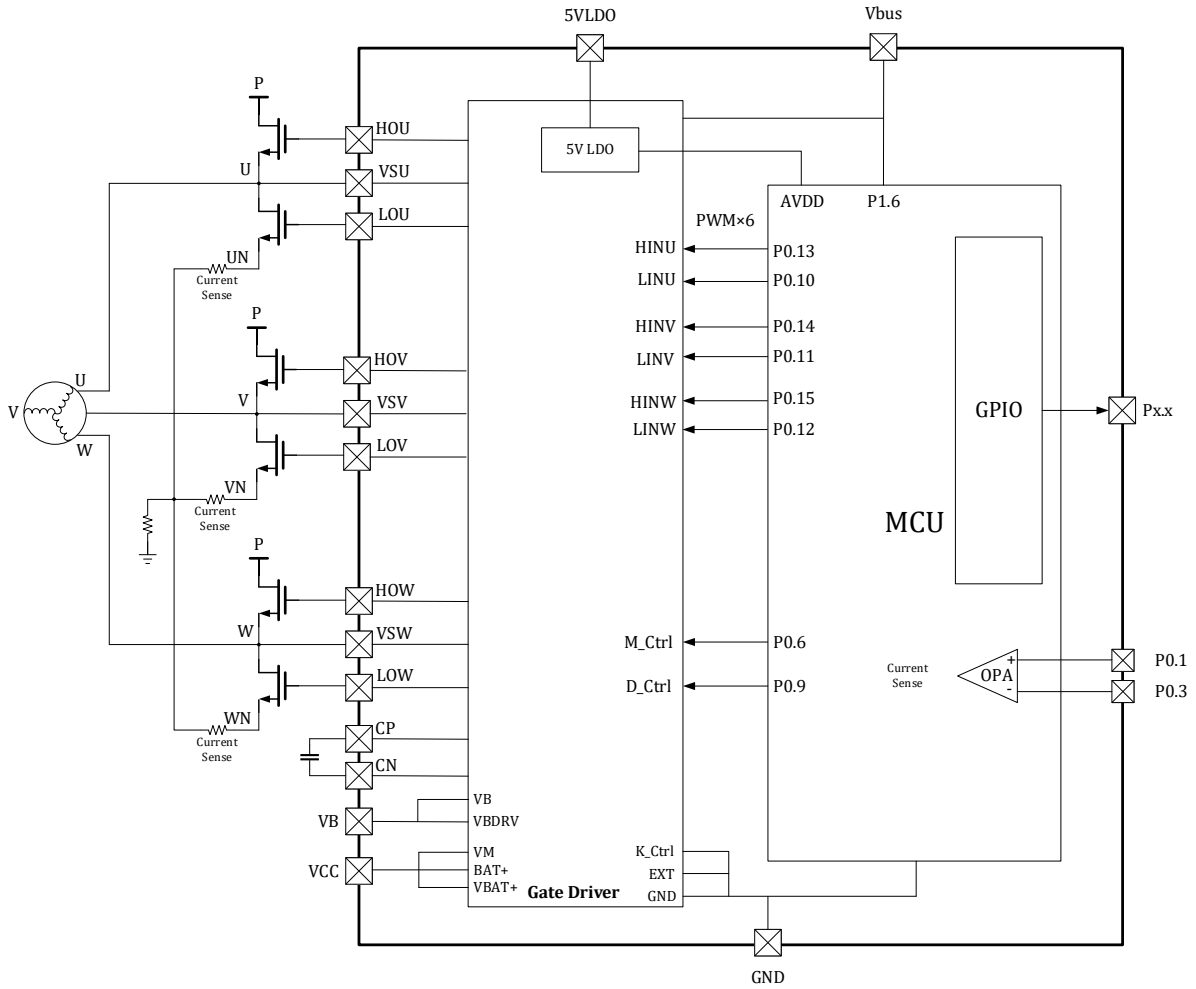 5VLDO
Vbus
P
HOU
5V LDO
U
VSU
AVDD
P1.6
LOU
PWM×6
UN
HINU
P0.13
Current
Sense
LINU
P0.10
P
HINV
P0.14
HOV
LINV
P0.11
U
V
V
VSV
HINW
P0.15
GPIO
Px.x
W
LINW
P0.12
LOV
VN
Current
Sense
MCU
P
HOW
W
VSW
M_Ctrl
P0.6
Current
Sense
+
OPA
-
P0.1
P0.3
LOW
D_Ctrl
P0.9
WN
Current
Sense
CP
CN
VB
VB
VBDRV
VCC
VM
BAT+
VBAT+
K_Ctrl
EXT
GND
Gate Driver
GND